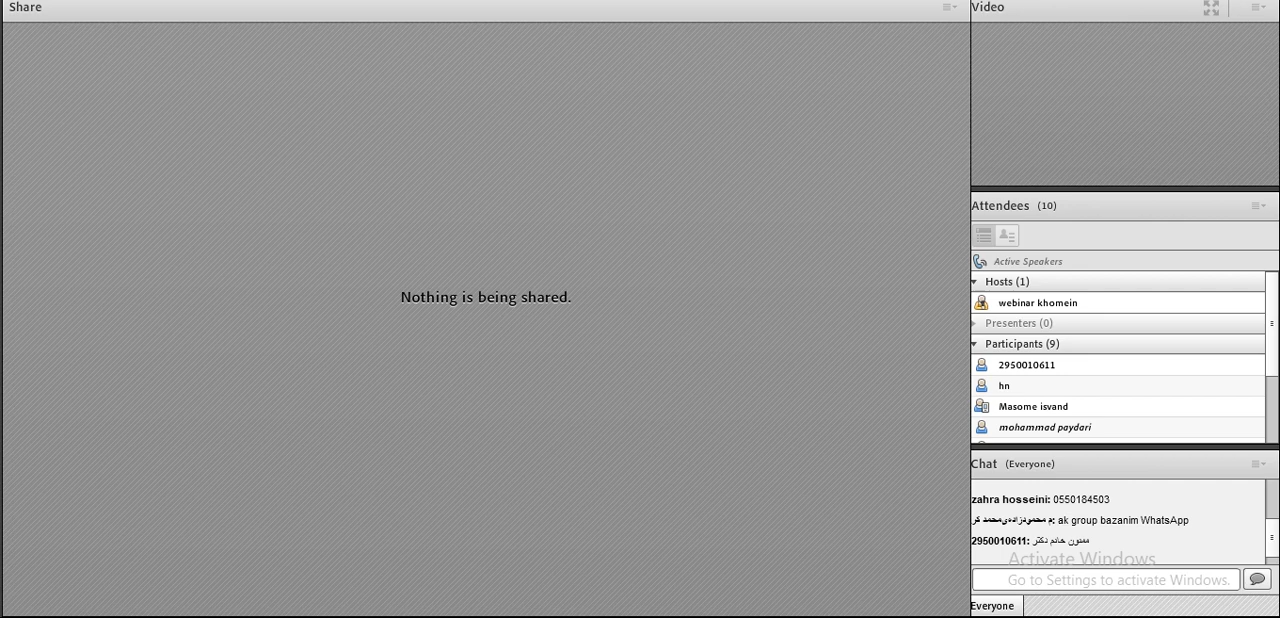 Share
Video
Nothing is being shared.
Attendees (10)
Active Speakers
Hosts (1)
webinar khomein
Presenters (0)
Participants (9)
2950010611
hn
Masome isvand
mohammad paydari
Chat (Everyone)
zahra hosseini: 0550184503
ak group bazanim WhatsApp
2950010611: ممنون خانم دکتر
Activate Windows
Go to Settings to activate Windows.
Everyone